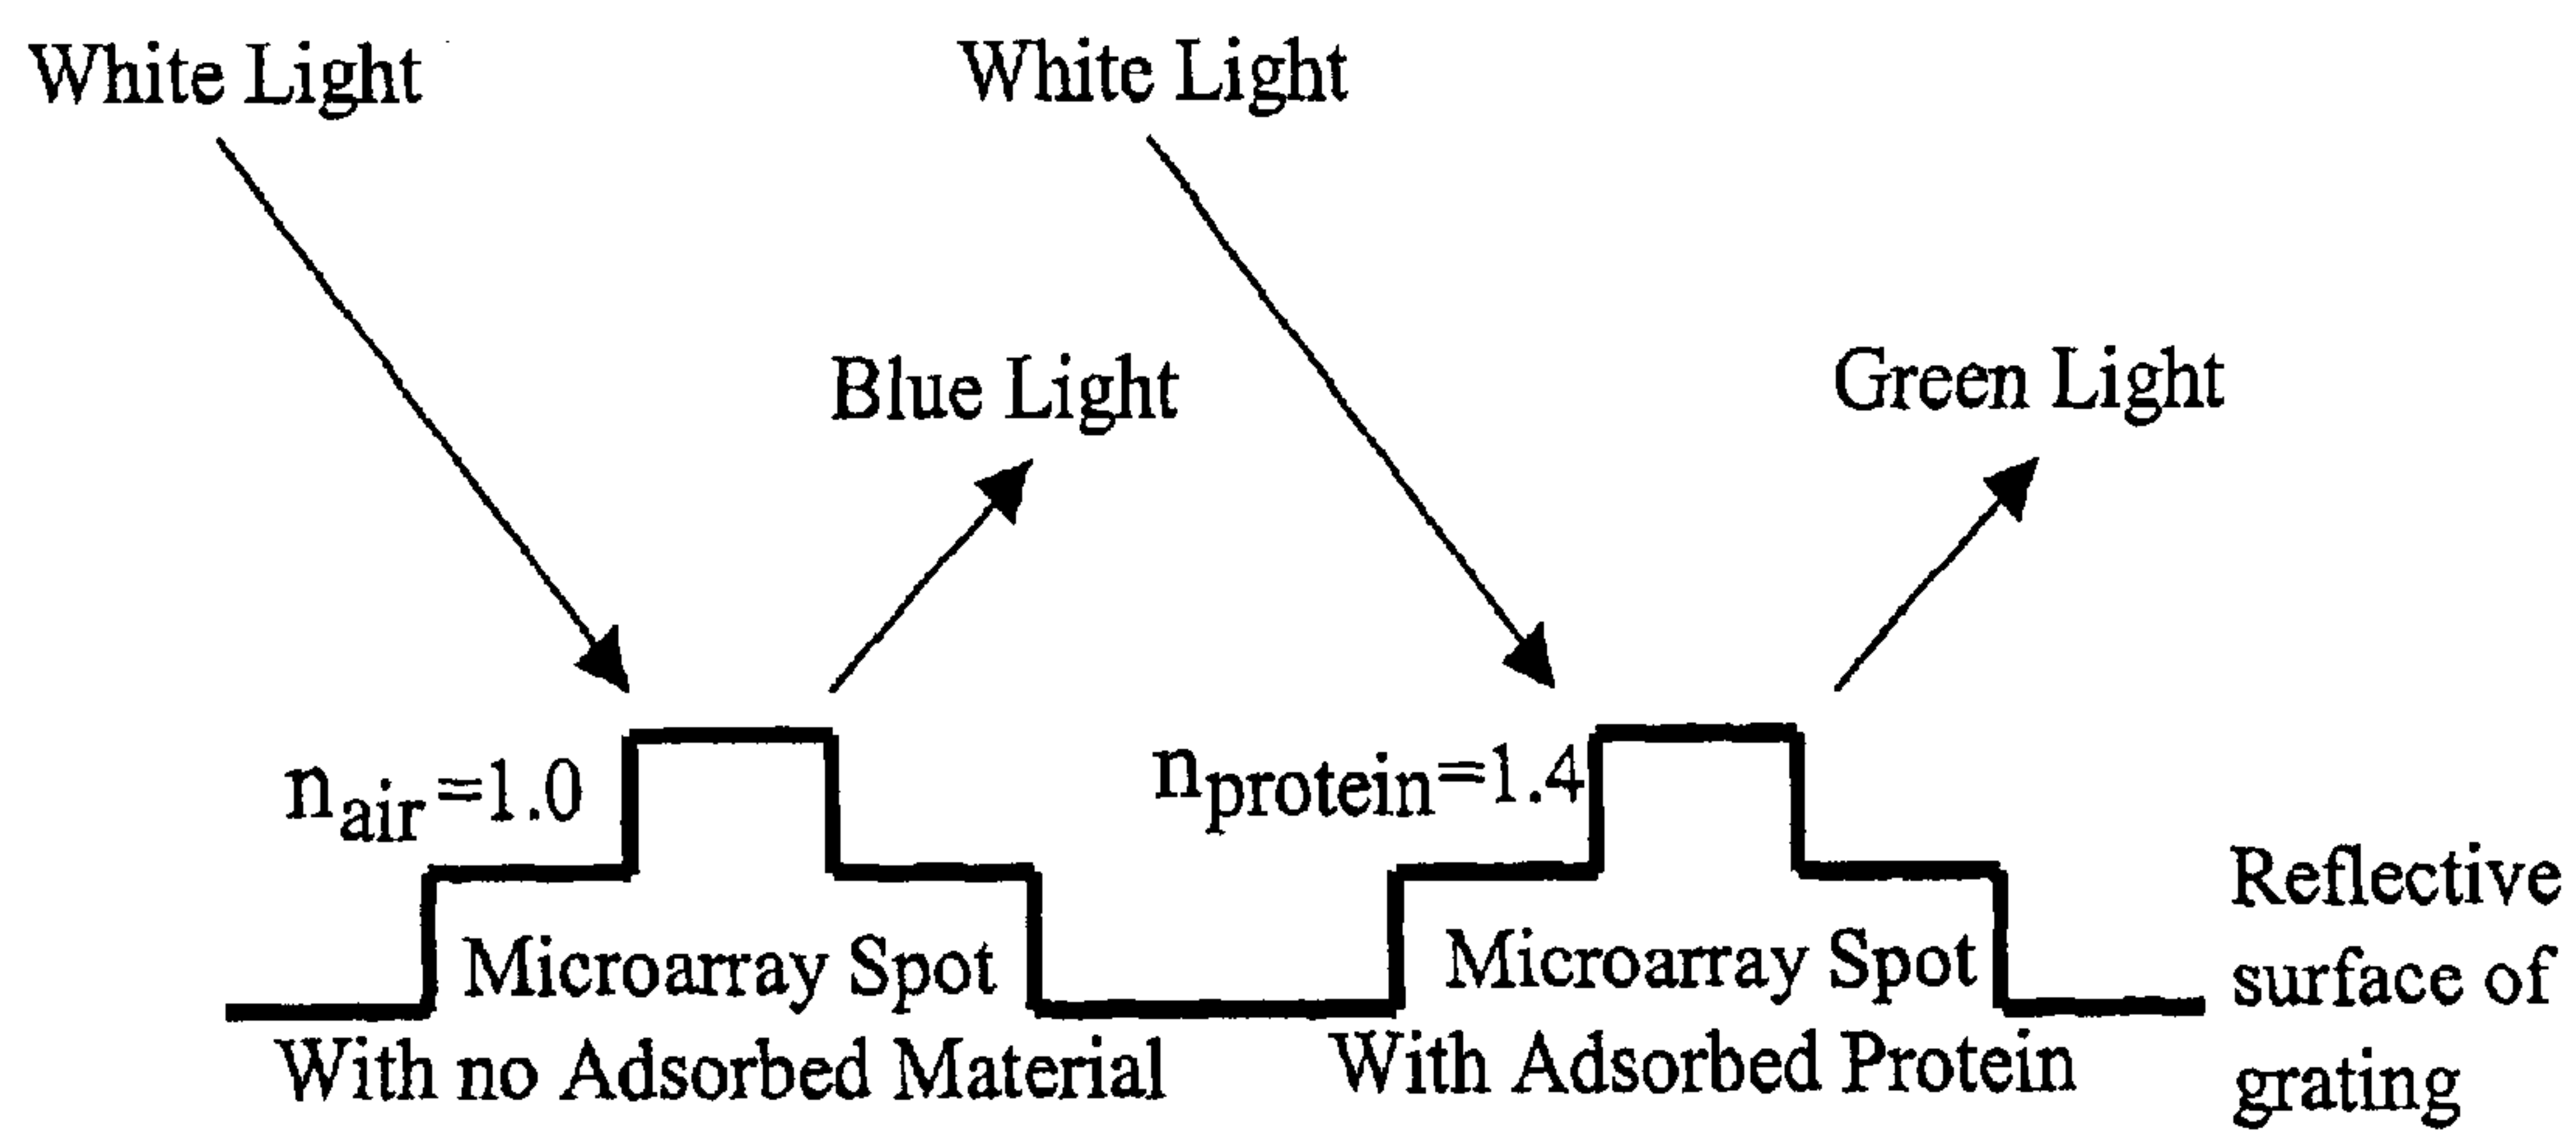 White Light
White Light
Blue Light
Green Light
nair=1.0
nprotein=1.4
Microarray Spot
With no Adsorbed Material
Microarray Spot
With Adsorbed Protein
Reflective
surface of
grating